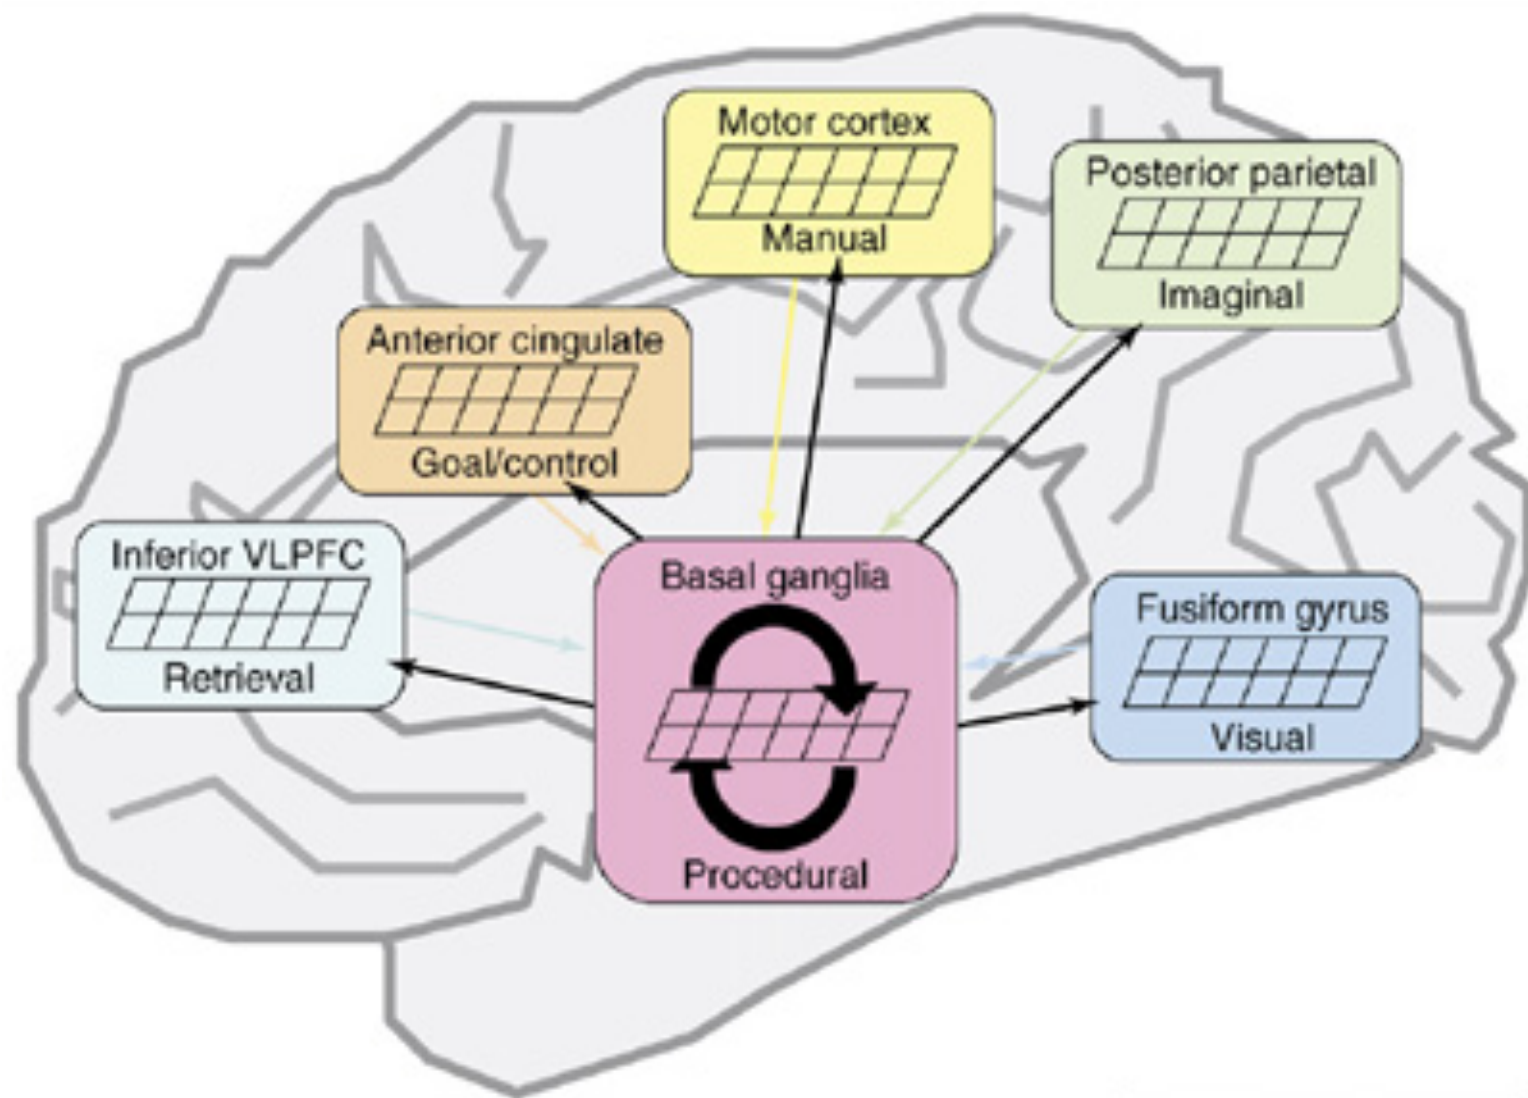 Motor cortex
Manual
Posterior parietal
Imaginal
Anterior cingulate
Goal/control
Inferior VLPFC
Retrieval
Basal ganglia
Procedural
Fusiform gyrus
Visual